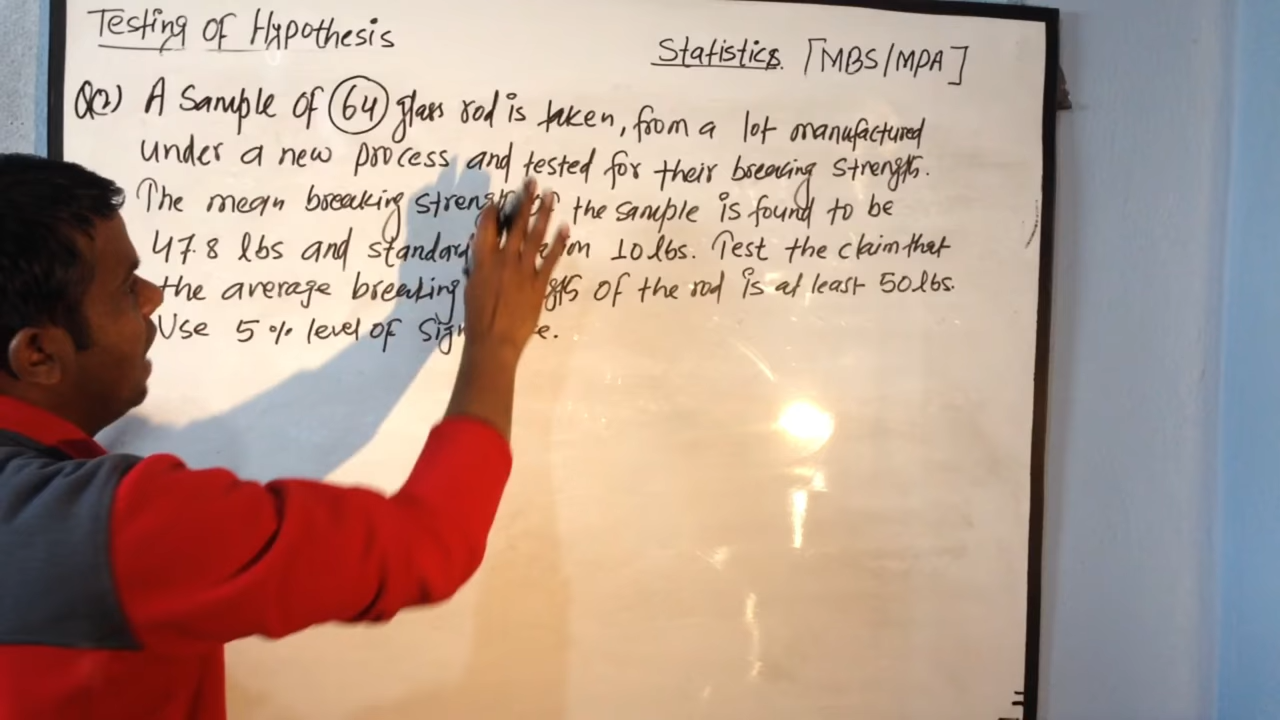 Testing of Hypothesis
Statistics [MBS/MPA]
Q2) A Sample of 64 glass rod is taken, from a lot manufactured
under a new process and tested for their breaking strength.
The mean breaking of the sample is found to be
47.8 lbs and 10 lbs. Test the claim that
the average breaking of the rod is at least 50 lbs.
Use 5 % level of